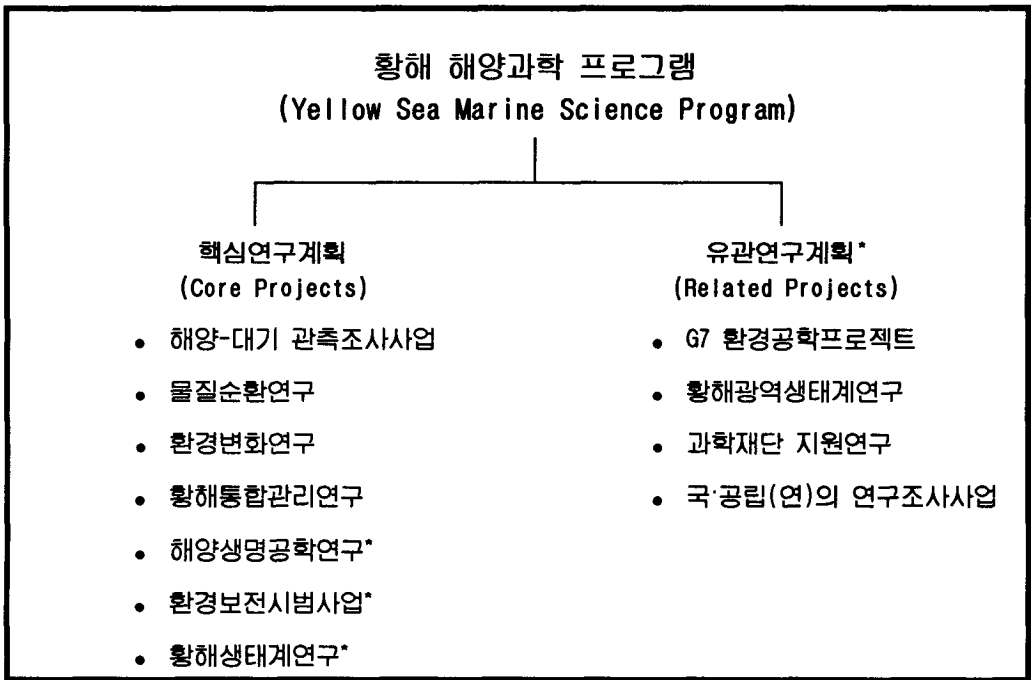 황해 해양과학 프로그램
(Yellow Sea Marine Science Program)
핵심연구계획
(Core Projects)
• 해양-대기 관측조사사업
• 물질순환연구
• 환경변화연구
• 황해통합관리연구
• 해양생명공학연구*
• 환경보전시범사업*
• 황해생태계연구*
유관연구계획*
(Related Projects)
• G7 환경공학프로젝트
• 황해광역생태계연구
• 과학재단 지원연구
• 국·공립(연)의 연구조사사업